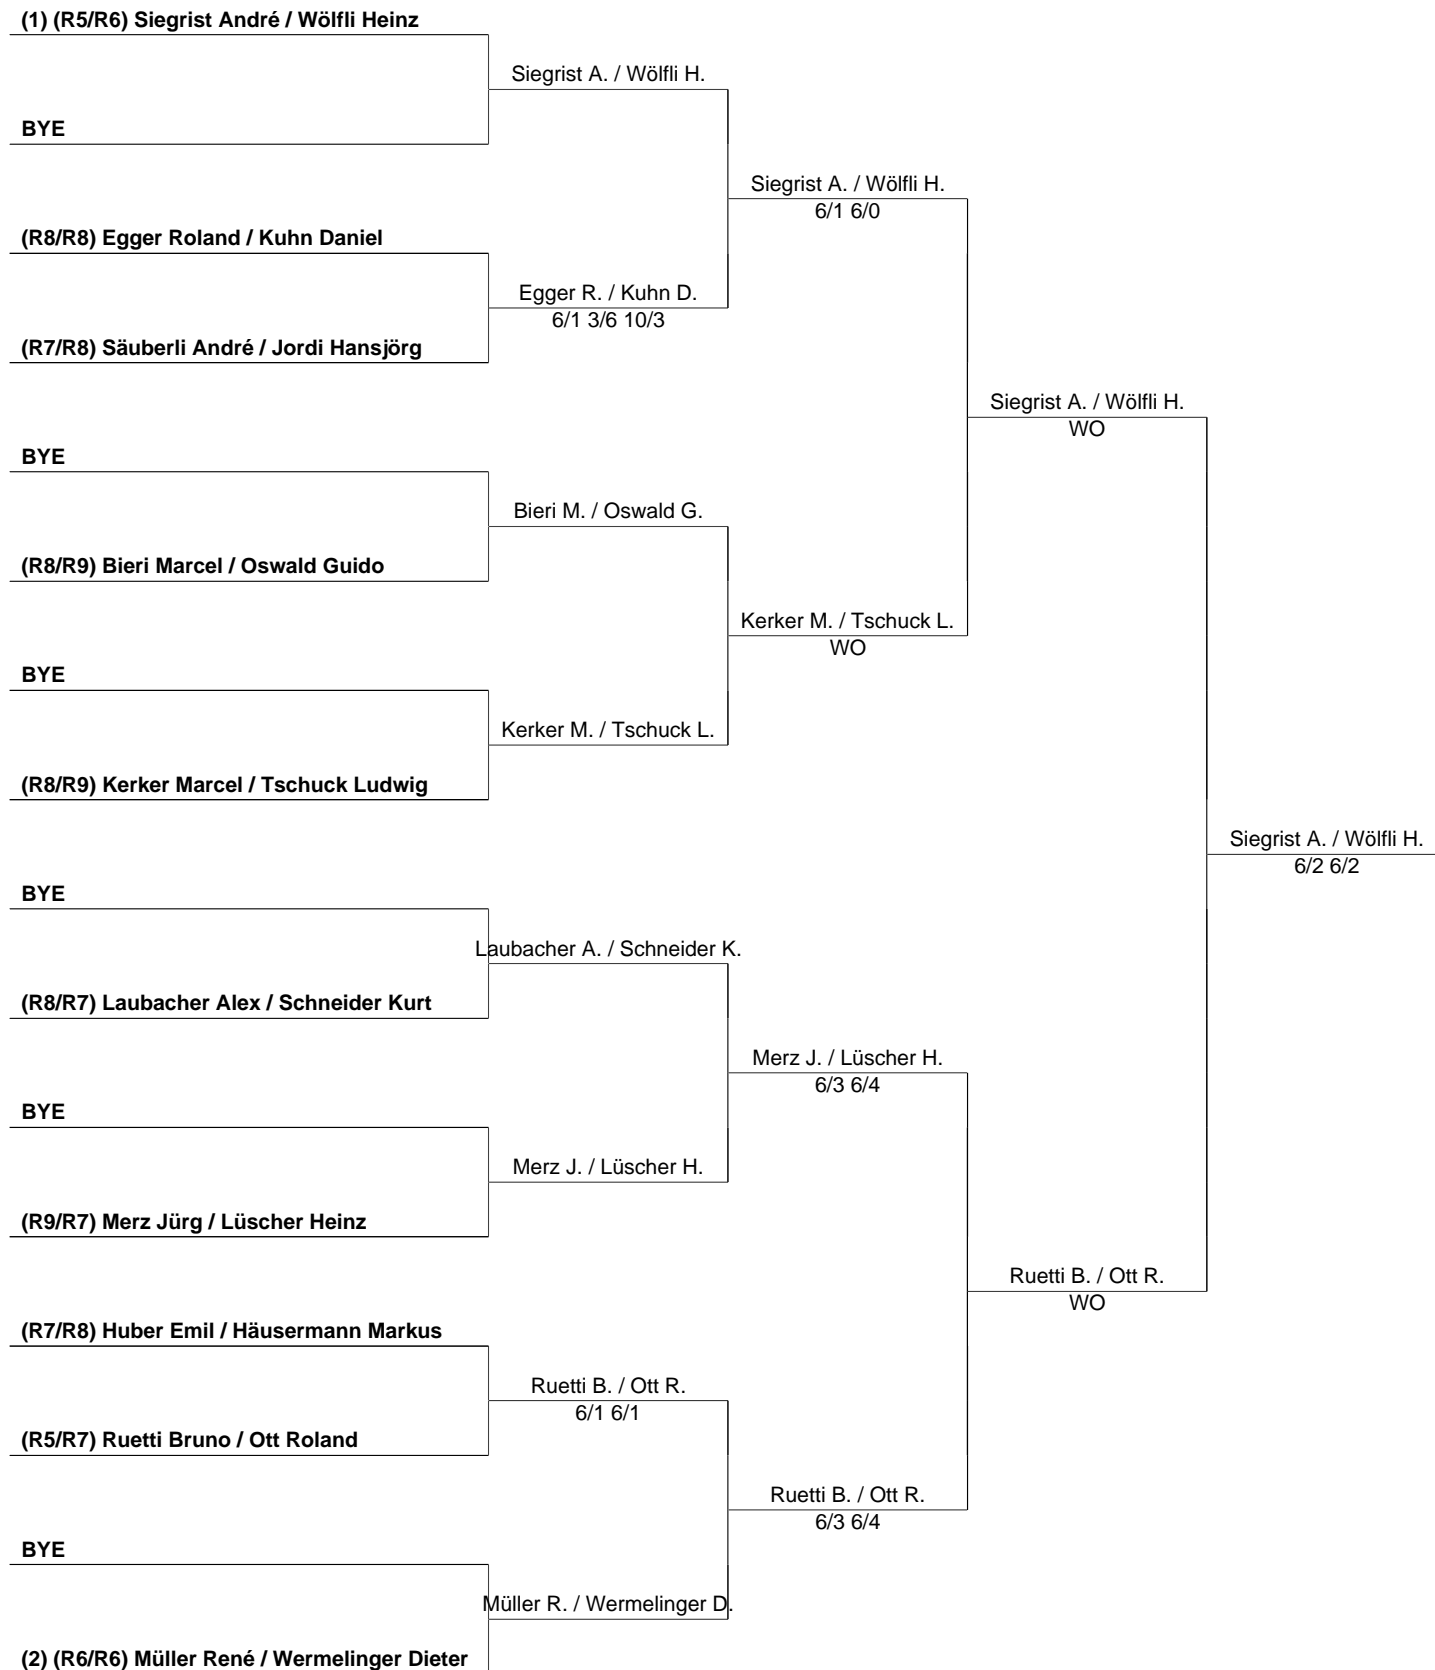 (1) (R5/R6) Siegrist André / Wölfli Heinz
Siegrist A. / Wölfli H.
BYE
Siegrist A. / Wölfli H.
6/1 6/0
(R8/R8) Egger Roland / Kuhn Daniel
Egger R. / Kuhn D.
6/1 3/6 10/3
(R7/R8) Säuberli André / Jordi Hansjörg
Siegrist A. / Wölfli H.
WO
BYE
Bieri M. / Oswald G.
(R8/R9) Bieri Marcel / Oswald Guido
Kerker M. / Tschuck L.
WO
BYE
Kerker M. / Tschuck L.
(R8/R9) Kerker Marcel / Tschuck Ludwig
Siegrist A. / Wölfli H.
6/2 6/2
BYE
Laubacher A. / Schneider K.
(R8/R7) Laubacher Alex / Schneider Kurt
Merz J. / Lüscher H.
6/3 6/4
BYE
Merz J. / Lüscher H.
(R9/R7) Merz Jürg / Lüscher Heinz
Ruetti B. / Ott R.
WO
(R7/R8) Huber Emil / Häusermann Markus
Ruetti B. / Ott R.
6/1 6/1
(R5/R7) Ruetti Bruno / Ott Roland
Ruetti B. / Ott R.
6/3 6/4
BYE
Müller R. / Wermelinger D.
(2) (R6/R6) Müller René / Wermelinger Dieter